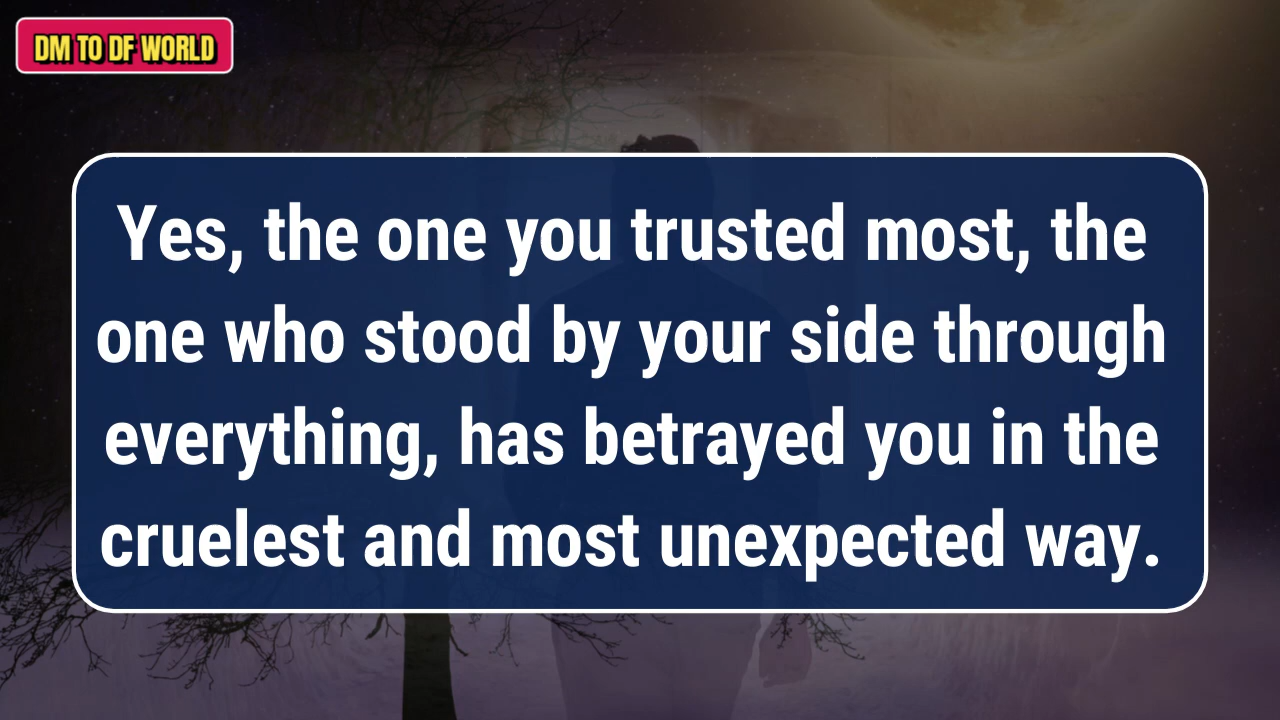 DM TO DF WORLD
Yes, the one you trusted most, the
one who stood by your side through
everything, has betrayed you in the
cruelest and most unexpected way.